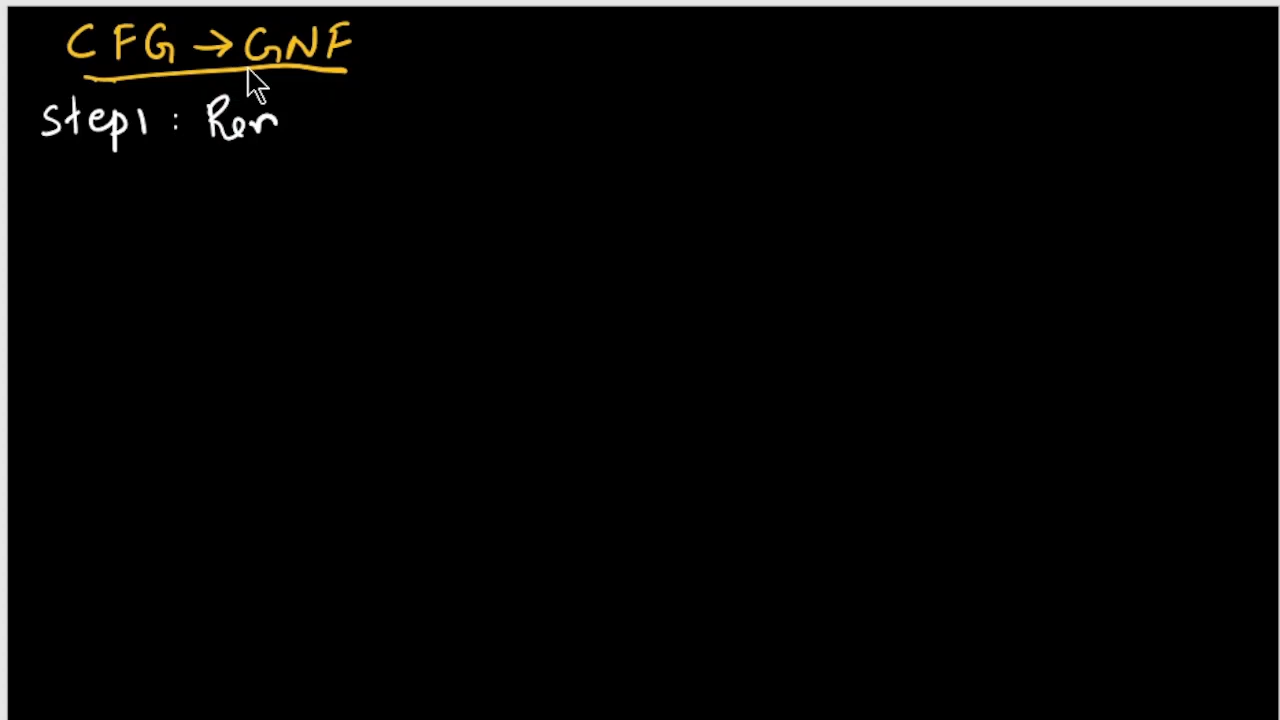 CFG → GNF
Step1 : Rem